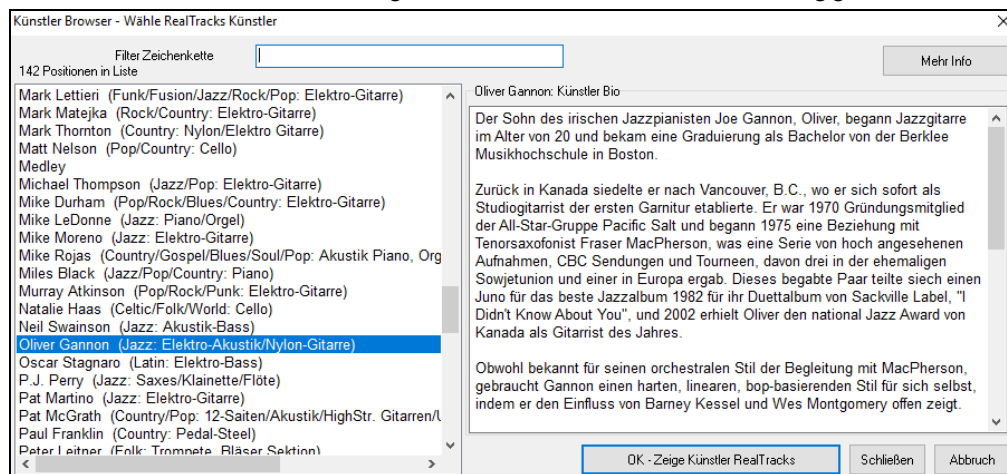 Künstler Browser - Wähle RealTracks Künstler
Filter Zeichenkette
142 Positionen in Liste
Mehr Info
Mark Lettieri (Funk/Fusion/Jazz/Rock/Pop: Elektro-Gitarre)
Mark Matejka (Rock/Country: Elektro-Gitarre)
Mark Thornton (Country: Nylon/Elektro Gitarre)
Matt Nelson (Pop/Country: Cello)
Medley
Michael Thompson (Jazz/Pop: Elektro-Gitarre)
Mike Durham (Pop/Rock/Blues/Country: Elektro-Gitarre)
Mike LeDonne (Jazz: Piano/Orgel)
Mike Moreno (Jazz: Elektro-Gitarre)
Mike Rojas (Country/Gospel/Blues/Soul/Pop: Akustik Piano, Org
Miles Black (Jazz/Pop/Country: Piano)
Murray Atkinson (Pop/Rock/Punk: Elektro-Gitarre)
Natalie Haas (Celtic/Folk/World: Cello)
Neil Swainson (Jazz: Akustik-Bass)
Oliver Gannon (Jazz: Elektro-Akustik/Nylon-Gitarre)
Oscar Stagnaro (Latin: Elektro-Bass)
P.J. Perry (Jazz: Saxes/Klainette/Flöte)
Pat Martino (Jazz: Elektro-Gitarre)
Pat McGrath (Country/Pop: 12-Saiten/Akustik/HighStr. Gitarren/
Paul Franklin (Country: Pedal-Steel)
Peter Leitner (Folk: Trompete, Bläser Sektion)
Oliver Gannon: Künstler Bio
Der Sohn des irischen Jazzpianisten Joe Gannon, Oliver, begann Jazzgitarre
im Alter von 20 und bekam eine Graduierung als Bachelor von der Berklee
Musikhochschule in Boston.
Zurück in Kanada siedelte er nach Vancouver, B.C., wo er sich sofort als
Studiogitarrist der ersten Garnitur etablierte. Er war 1970 Gründungsmitglied
der All-Star-Gruppe Pacific Salt und begann 1975 eine Beziehung mit
Tenorsaxofonist Fraser MacPherson, was eine Serie von hoch angesehenen
Aufnahmen, CBC Sendungen und Tourneen, davon drei in der ehemaligen
Sowjetunion und einer in Europa ergab. Dieses begabte Paar teilte siech einen
Juno für das beste Jazzalbum 1982 für ihr Duettalbum von Sackville Label, "I
Didn't Know About You", und 2002 erhielt Oliver den national Jazz Award von
Kanada als Gitarrist des Jahres.
Obwohl bekannt für seinen orchestralen Stil der Begleitung mit MacPherson,
gebraucht Gannon einen harten, linearen, bop-basierenden Stil für sich selbst,
indem er den Einfluss von Barney Kessel und Wes Montgomery offen zeigt.
OK - Zeige Künstler RealTracks
Schließen
Abbruch